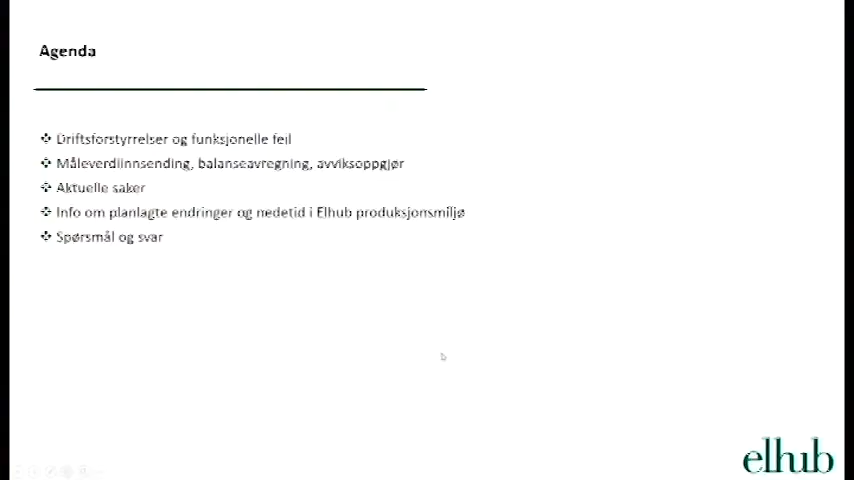 Agenda
Driftsforstyrrelser og funksjonelle feil
Måleverdiinnsending, balanseavregning, avviksoppgjør
Aktuelle saker
Info om planlagte endringer og nedetid i Elhub produksjonsmiljø
Spørsmål og svar
elhub